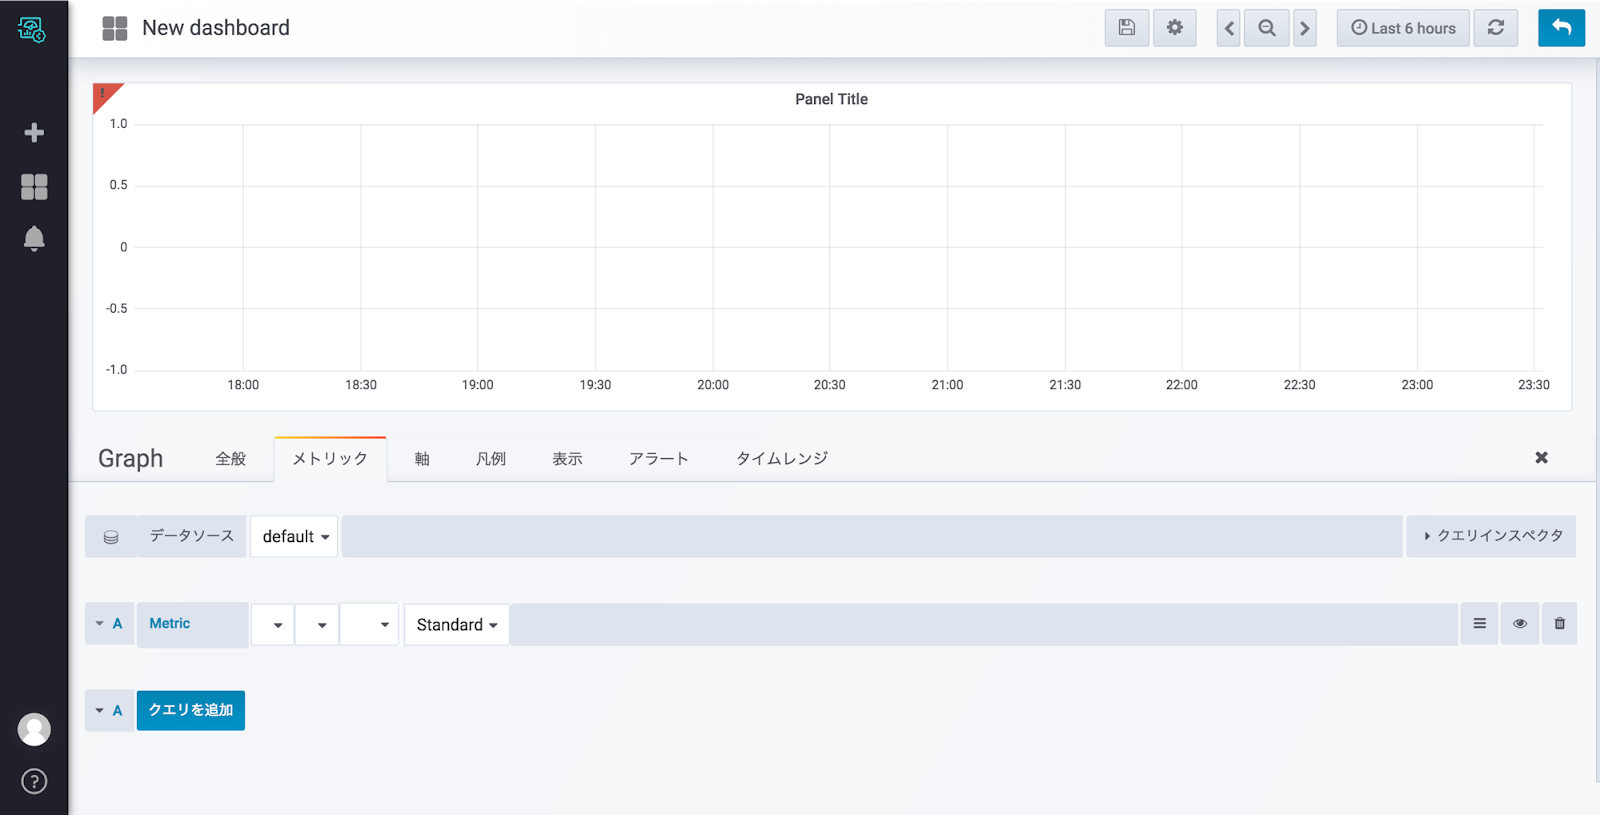 New dashboard
Last 6 hours
!
Panel Title
1.0
0.5
0
-0.5
-1.0
18:00 18:30 19:00 19:30 20:00 20:30 21:00 21:30 22:00 22:30 23:00 23:30
Graph 全般 メトリック 軸 凡例 表示 アラート タイムレンジ
データソース default クエリインスペクタ
A Metric Standard
A クエリを追加
?